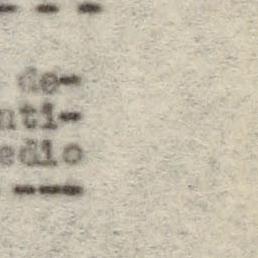 - - -
de-
nti-
edio
---